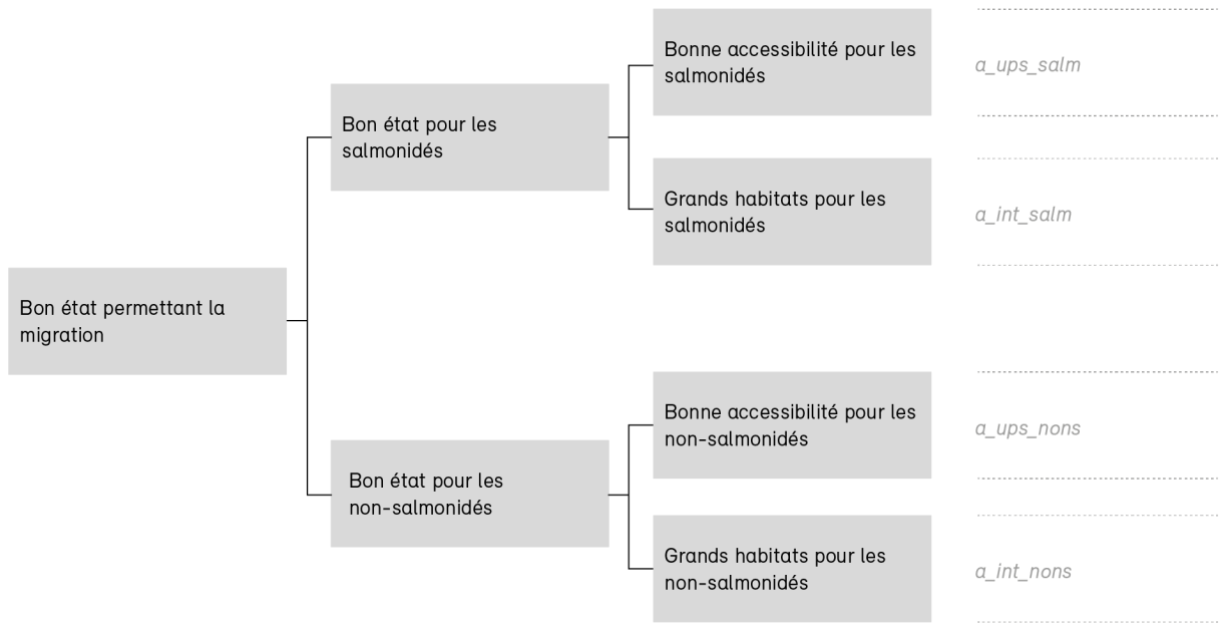 Bonne accessibilité pour les
salmonidés
a_ups_salm
Bon état pour les
salmonidés
Grands habitats pour les
salmonidés
a_int_salm
Bon état permettant la
migration
Bonne accessibilité pour les
non-salmonidés
a_ups_nons
Bon état pour les
non-salmonidés
Grands habitats pour les
non-salmonidés
a_int_nons